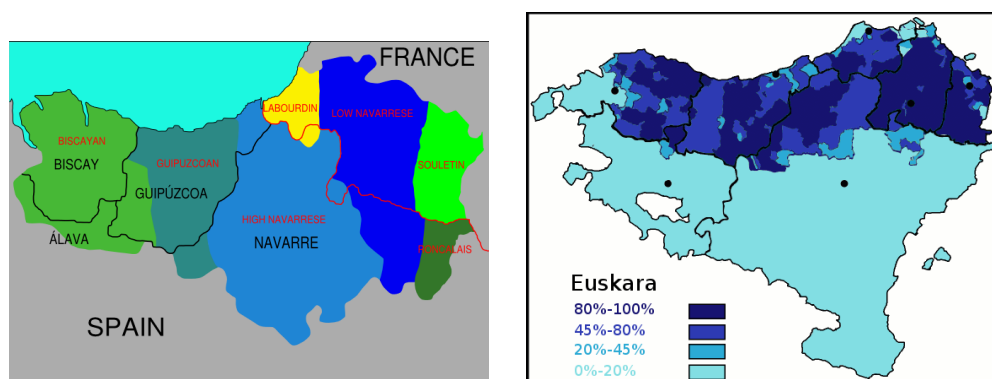 FRANCE
LABOURDIN
LOW NAVARRESE
BISCAYAN
BISCAY
GUIPUZCOAN
GUIPÚZCOA
SOULETIN
HIGH NAVARRESE
NAVARRE
ÁLAVA
RONCALAIS
SPAIN
Euskara
80%-100%
45%-80%
20%-45%
0%-20%